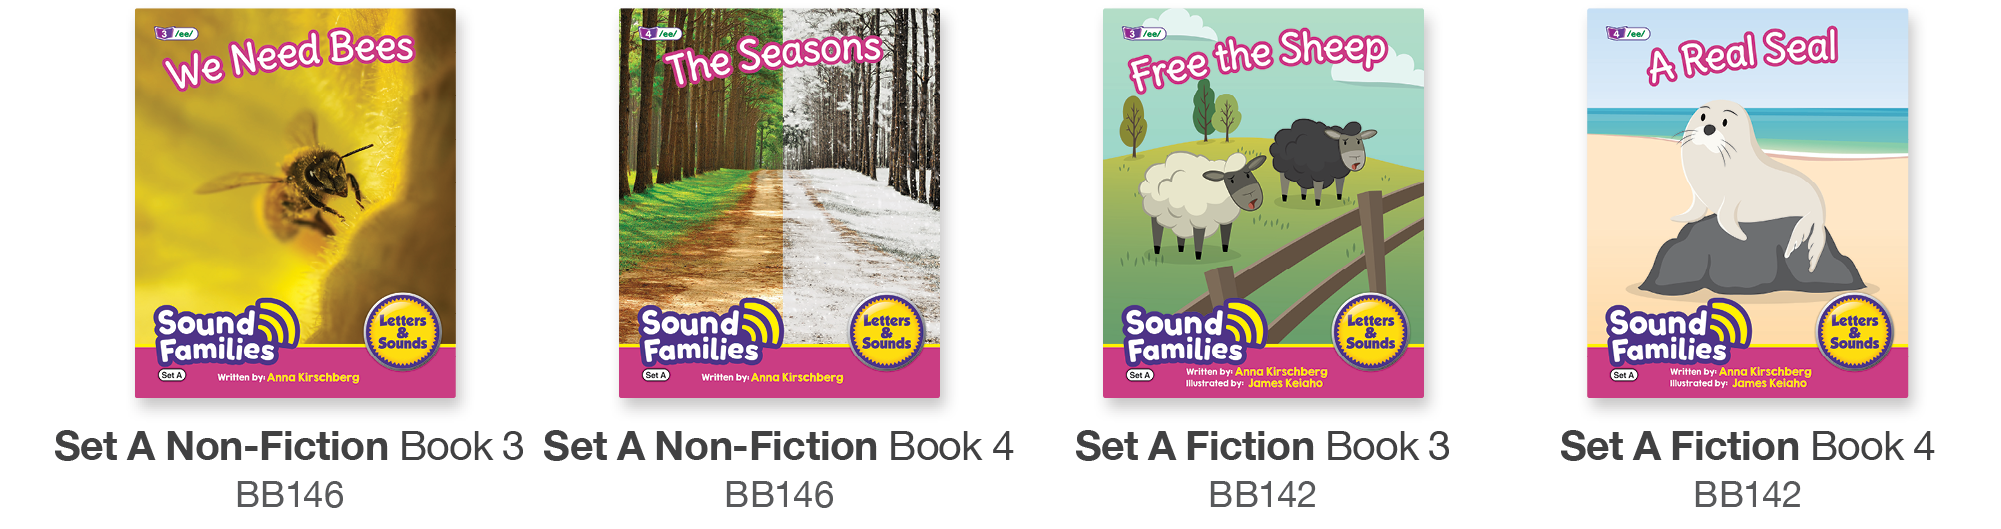 3 /ee/
We Need Bees
Sound
Families
Set A
Letters
&
Sounds
Written by: Anna Kirschberg
Set A Non-Fiction Book 3
BB146
4 /ee/
The Seasons
Sound
Families
Set A
Letters
&
Sounds
Written by: Anna Kirschberg
Set A Non-Fiction Book 4
BB146
3 /ee/
Free the Sheep
Sound
Families
Set A
Letters
&
Sounds
Written by: Anna Kirschberg
Illustrated by: James Keiaho
Set A Fiction Book 3
BB142
4 /ee/
A Real Seal
Sound
Families
Set A
Letters
&
Sounds
Written by: Anna Kirschberg
Illustrated by: James Keiaho
Set A Fiction Book 4
BB142